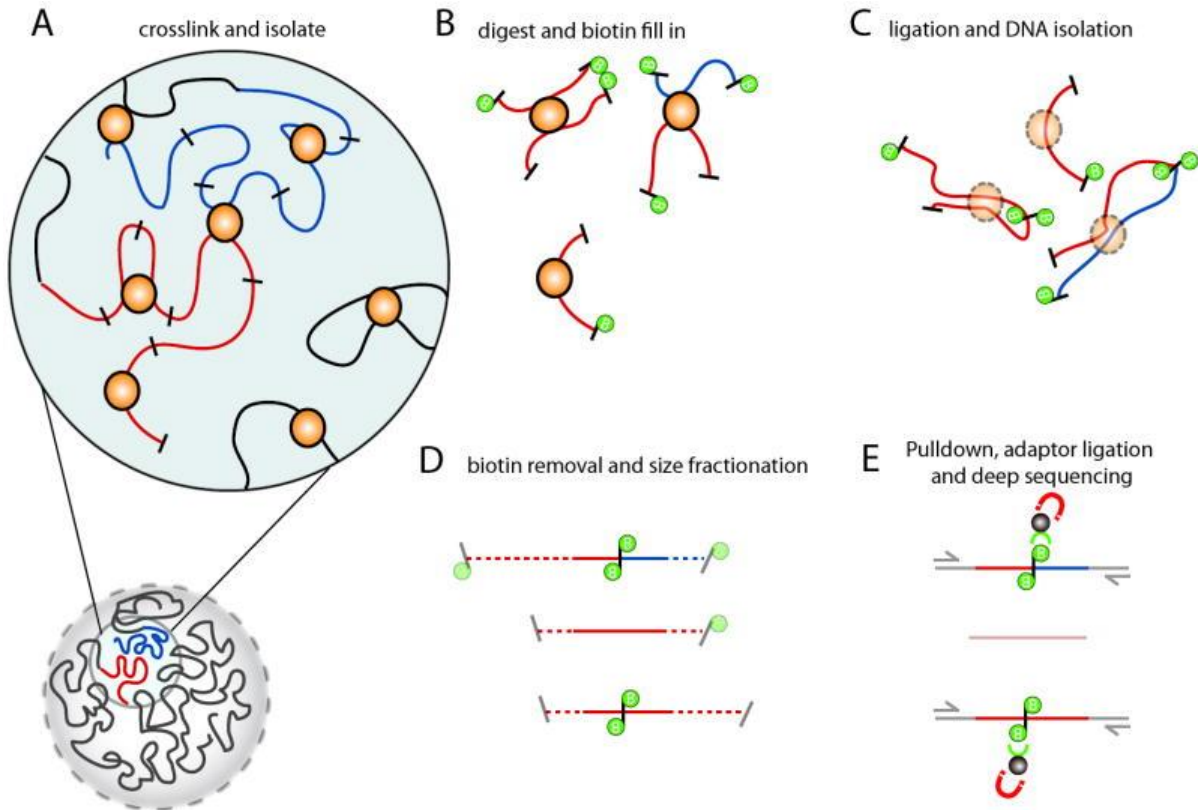 A
crosslink and isolate
B
digest and biotin fill in
C
ligation and DNA isolation
B
B
B
B
B
B
B
B
B
B
B
B
B
B
D
biotin removal and size fractionation
B
B
B
B
B
B
B
E
Pulldown, adaptor ligation
and deep sequencing
B
B
B
B